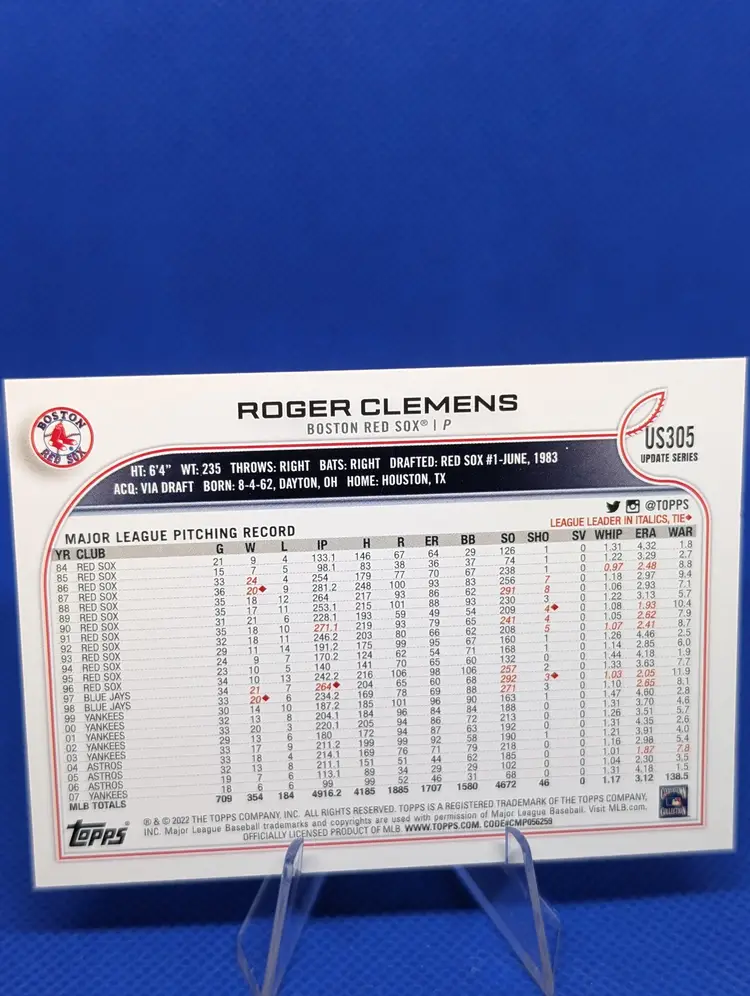 ROGER CLEMENS
BOSTON RED SOX® | P
BOSTON
RED SOX
US305
UPDATE SERIES
HT: 6'4" WT: 235 THROWS: RIGHT BATS: RIGHT DRAFTED: RED SOX #1-JUNE, 1983
ACQ: VIA DRAFT BORN: 8-4-62, DAYTON, OH HOME: HOUSTON, TX
@TOPPS
MAJOR LEAGUE PITCHING RECORD LEAGUE LEADER IN ITALICS, TIE♦
YR CLUB G W L IP H R ER BB SO SHO SV WHIP ERA WAR
84 RED SOX 21 9 4 133.1 146 67 64 29 126 1 0 1.31 4.32 1.8
85 RED SOX 15 7 5 98.1 83 38 36 37 74 1 0 1.22 3.29 2.7
86 RED SOX 33 24 4 254 179 77 70 67 238 1 0 0.97 2.48 8.8
87 RED SOX 36 20♦ 9 281.2 248 100 93 83 256 7 0 1.18 2.97 9.4
88 RED SOX 35 18 12 264 217 93 86 62 291 8 0 1.06 2.93 7.1
89 RED SOX 35 17 11 253.1 215 101 88 93 230 3 0 1.22 3.13 5.7
90 RED SOX 31 21 6 228.1 193 59 49 54 209 4♦ 0 1.08 1.93 10.4
91 RED SOX 35 18 10 271.1 219 93 79 65 241 4 0 1.05 2.62 7.9
92 RED SOX 32 18 11 246.2 203 80 66 62 208 5 0 1.07 2.41 8.7
93 RED SOX 29 11 14 191.2 175 99 95 67 160 1 0 1.26 4.46 2.5
94 RED SOX 24 9 7 170.2 124 62 54 71 168 1 0 1.14 2.85 6.0
95 RED SOX 23 10 5 140 141 70 65 60 132 0 0 1.44 4.18 1.9
96 RED SOX 34 10 13 242.2 216 106 98 106 257 2 0 1.33 3.63 7.7
97 BLUE JAYS 34 21 7 264♦ 204 65 60 68 292 3♦ 0 1.03 2.05 11.9
98 BLUE JAYS 33 20♦ 6 234.2 169 78 69 88 271 3 0 1.10 2.65 8.1
99 YANKEES 30 14 10 187.2 185 101 96 90 163 1 0 1.47 4.60 2.8
00 YANKEES 32 13 8 204.1 184 96 84 84 188 0 0 1.31 3.70 4.6
01 YANKEES 33 20 3 220.1 205 94 86 72 213 0 0 1.26 3.51 5.7
02 YANKEES 29 13 6 180 172 94 87 63 192 0 0 1.31 4.35 2.6
03 YANKEES 33 17 9 211.2 199 99 92 58 190 1 0 1.21 3.91 4.0
04 ASTROS 33 18 4 214.1 169 76 71 79 218 0 0 1.16 2.98 5.4
05 ASTROS 32 13 8 211.1 151 51 44 62 185 0 0 1.01 1.87 7.8
06 ASTROS 19 7 6 113.1 89 34 29 29 102 0 0 1.04 2.30 3.5
07 YANKEES 18 6 6 99 99 52 46 31 68 0 0 1.31 4.18 1.5
MLB TOTALS 709 354 184 4916.2 4185 1885 1707 1580 4672 46 0 1.17 3.12 138.5
Topps®
® & © 2022 THE TOPPS COMPANY, INC. ALL RIGHTS RESERVED. TOPPS IS A REGISTERED TRADEMARK OF THE TOPPS COMPANY,
INC. Major League Baseball trademarks and copyrights are used with permission of Major League Baseball. Visit MLB.com.
OFFICIALLY LICENSED PRODUCT OF MLB. WWW.TOPPS.COM. CODE#CMP056259